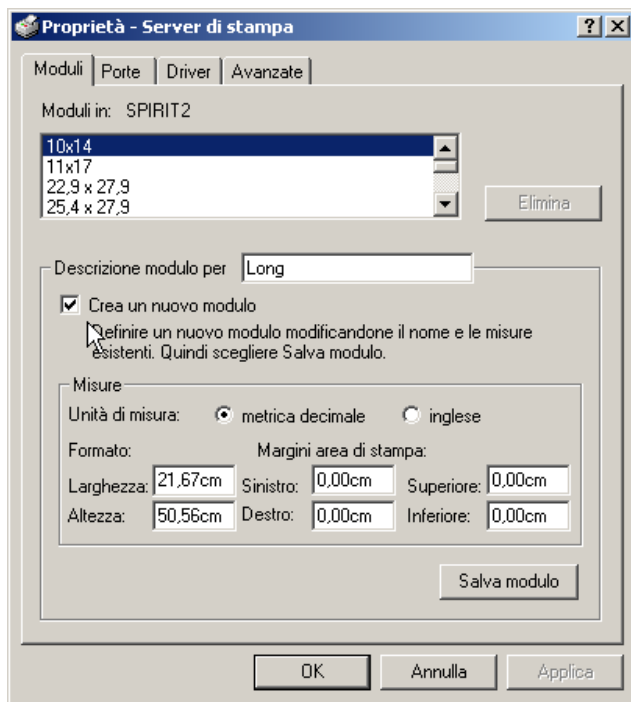 Proprietà - Server di stampa
Moduli Porte Driver Avanzate
Moduli in: SPIRIT2
10x14
11x17
22,9 x 27,9
25,4 x 27,9
Elimina
Descrizione modulo per Long
Crea un nuovo modulo
Definire un nuovo modulo modificandone il nome e le misure
esistenti. Quindi scegliere Salva modulo.
Misure
Unità di misura: metrica decimale inglese
Formato: Margini area di stampa:
Larghezza: 21,67cm Sinistro: 0,00cm Superiore: 0,00cm
Altezza: 50,56cm Destro: 0,00cm Inferiore: 0,00cm
Salva modulo
OK Annulla Applica